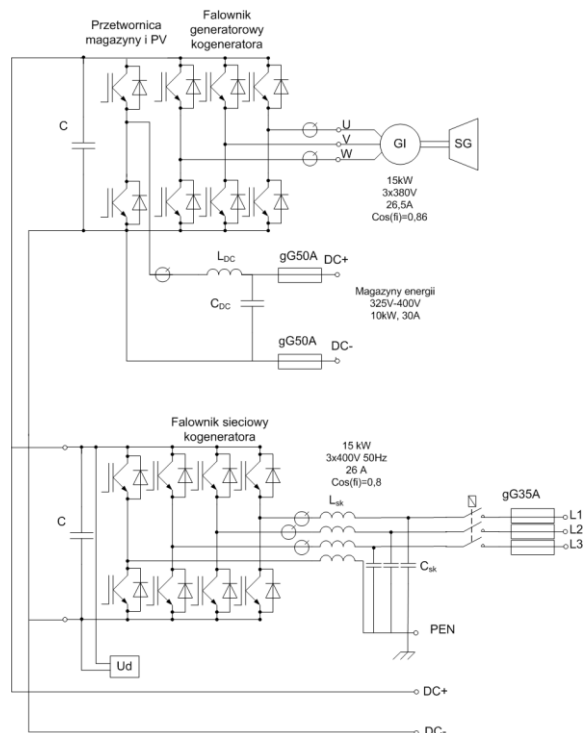 Przetwornica
magazyny i PV
Falownik
generatorowy
kogeneratora
C
U
V
W
GI
SG
15kW
3x380V
26,5A
Cos(fi)=0,86
LDC
gG50A
DC+
CDC
Magazyny energii
325V-400V
10kW, 30A
gG50A
DC-
Falownik sieciowy
kogeneratora
15 kW
3x400V 50Hz
26 A
Cos(fi)=0,8
Lsk
gG35A
L1
L2
L3
C
Csk
PEN
Ud
DC+
DC-